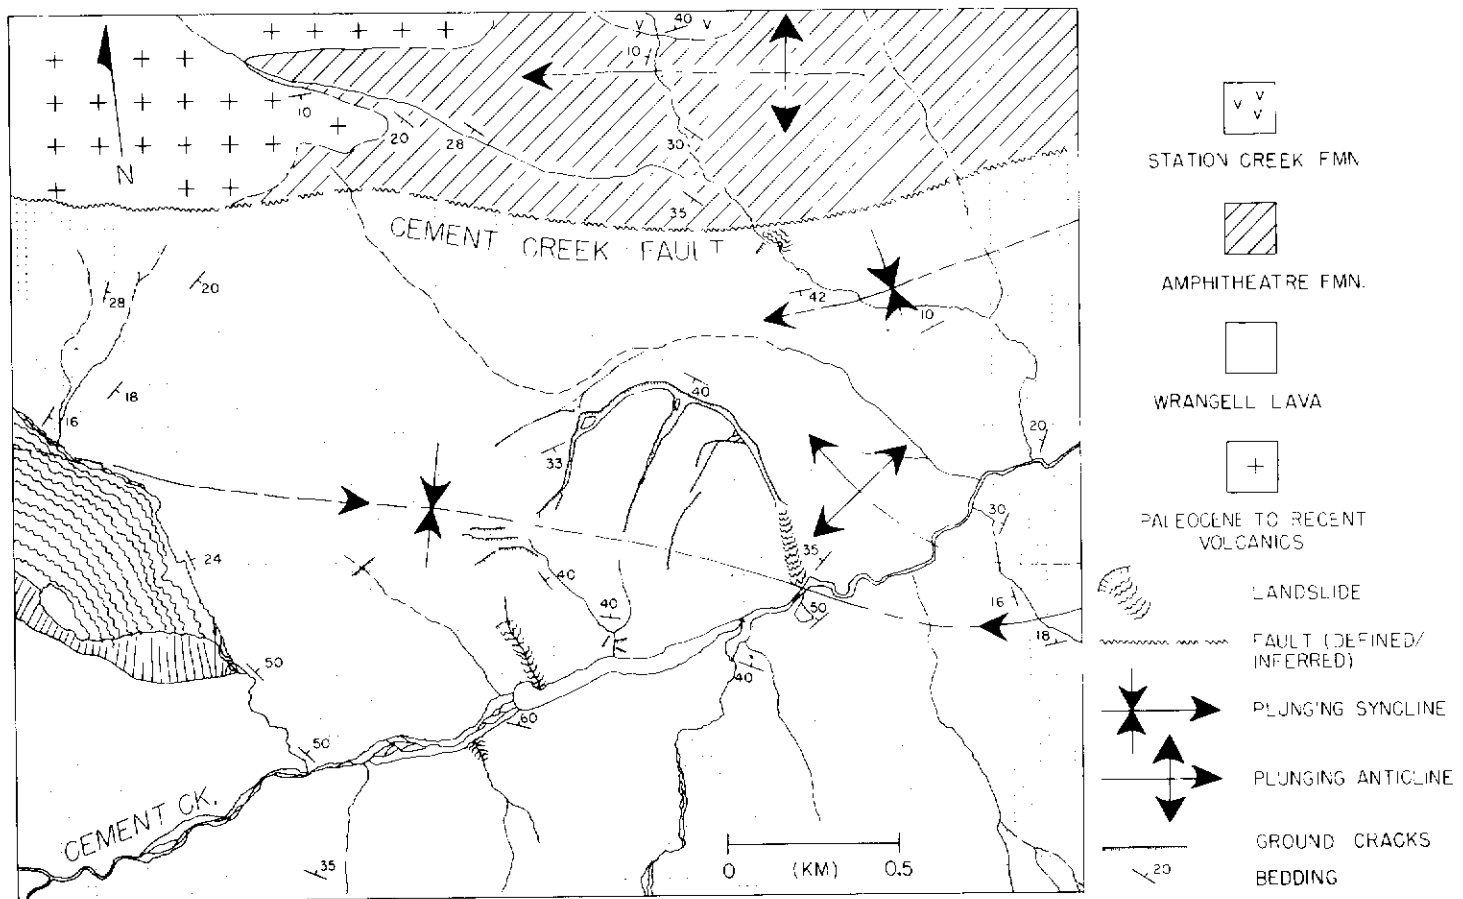 40
v v
10
10
20
28
30
N
35
CEMENT CREEK FAULT
20
28
42
10
18
16
40
20
33
30
24
35
40
40
50
16
18
50
40
60
50
CEMENT CK.
35
0 (KM) 0.5
v v
v
STATION CREEK FMN
AMPHITHEATRE FMN.
WRANGELL LAVA
PALEOCENE TO RECENT
VOLCANICS
LANDSLIDE
FAULT (DEFINED/
INFERRED)
PLUNGING SYNCLINE
PLUNGING ANTICLINE
GROUND CRACKS
20
BEDDING